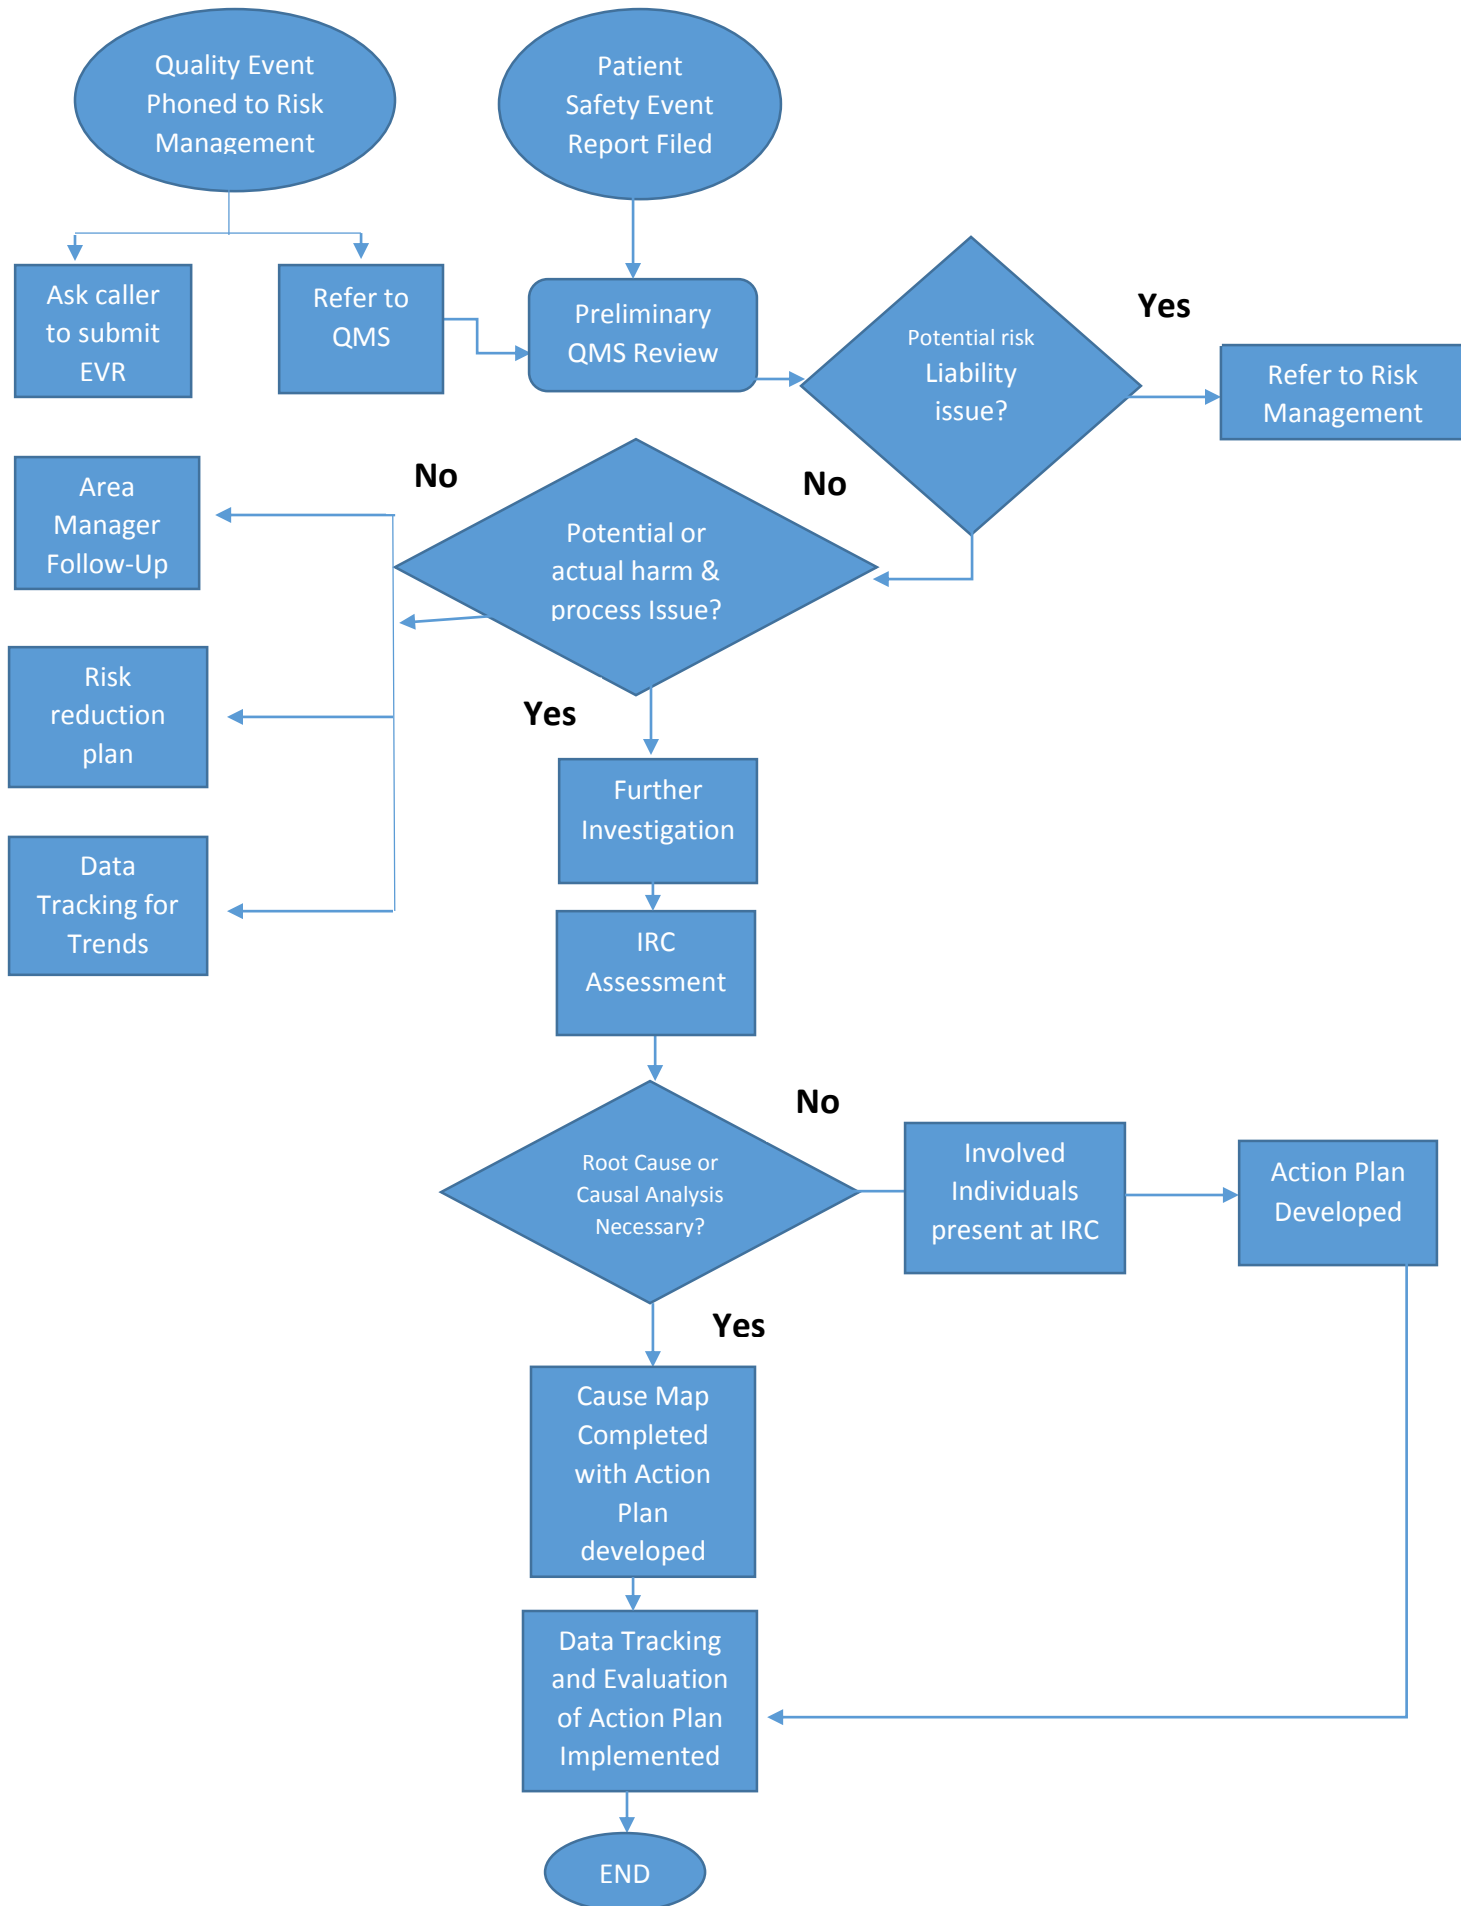 Quality Event
Phoned to Risk
Management
Patient
Safety Event
Report Filed
Ask caller
to submit
EVR
Refer to
QMS
Preliminary
QMS Review
Potential risk
Liability
issue?
Yes
Refer to Risk
Management
No
No
Area
Manager
Follow-Up
Potential or
actual harm &
process Issue?
Risk
reduction
plan
Yes
Further
Investigation
Data
Tracking for
Trends
IRC
Assessment
No
Root Cause or
Causal Analysis
Necessary?
Involved
Individuals
present at IRC
Action Plan
Developed
Yes
Cause Map
Completed
with Action
Plan
developed
Data Tracking
and Evaluation
of Action Plan
Implemented
END